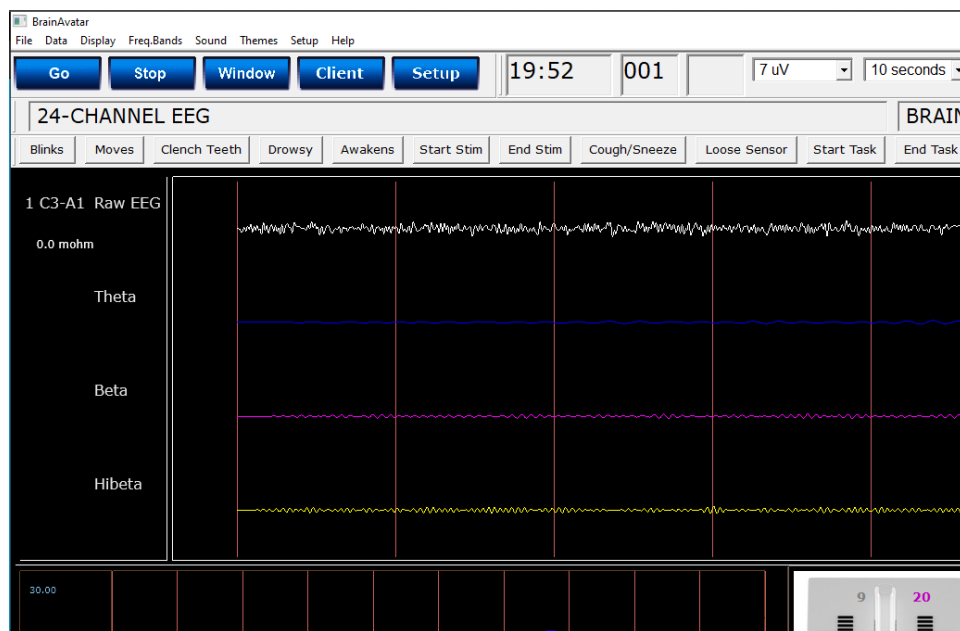 BrainAvatar
File Data Display Freq.Bands Sound Themes Setup Help
Go Stop Window Client Setup 19:52 001 7 uV 10 seconds
24-CHANNEL EEG BRAIN
Blinks Moves Clench Teeth Drowsy Awakens Start Stim End Stim Cough/Sneeze Loose Sensor Start Task End Task
1 C3-A1 Raw EEG
0.0 mohm
Theta
Beta
Hibeta
30.00
9 20